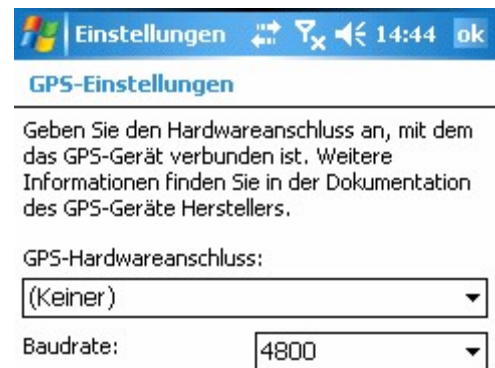 Einstellungen 14:44 ok
GPS-Einstellungen
Geben Sie den Hardwareanschluss an, mit dem
das GPS-Gerät verbunden ist. Weitere
Informationen finden Sie in der Dokumentation
des GPS-Geräte Herstellers.
GPS-Hardwareanschluss:
(Keiner)
Baudrate: 4800